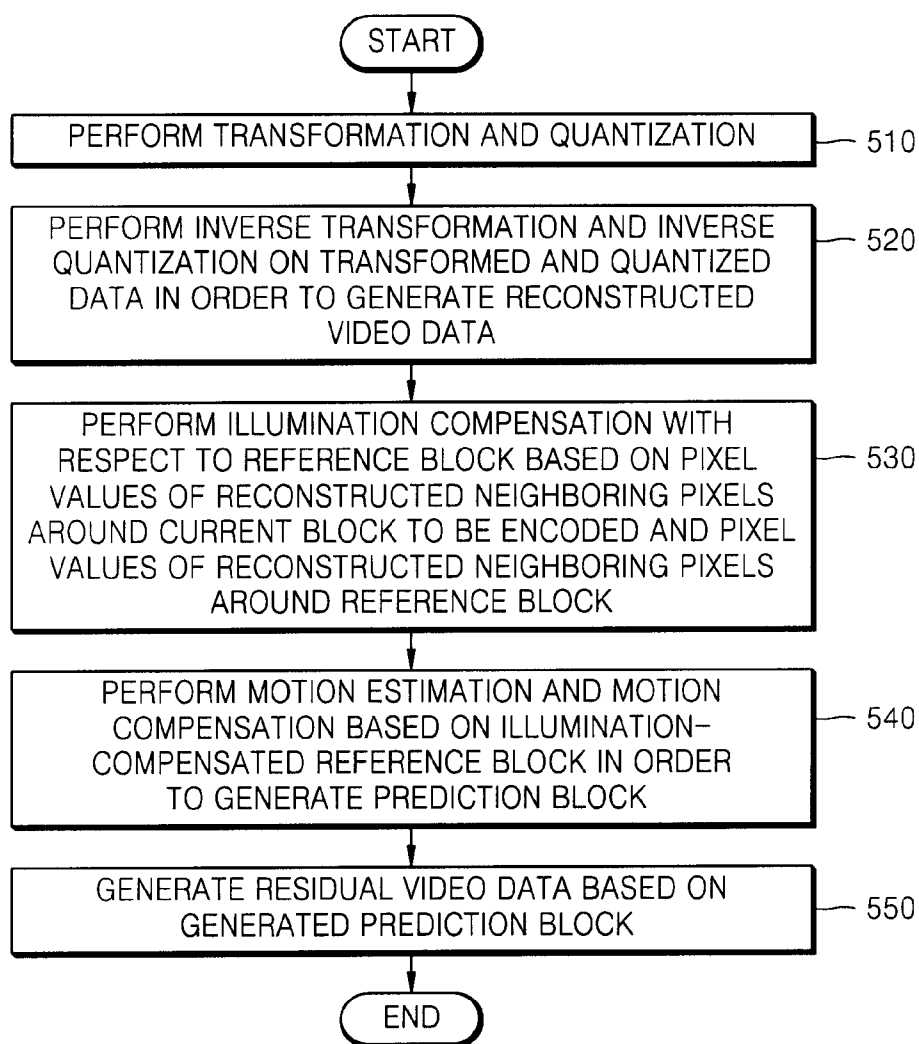 START
PERFORM TRANSFORMATION AND QUANTIZATION
510
PERFORM INVERSE TRANSFORMATION AND INVERSE
QUANTIZATION ON TRANSFORMED AND QUANTIZED
DATA IN ORDER TO GENERATE RECONSTRUCTED
VIDEO DATA
520
PERFORM ILLUMINATION COMPENSATION WITH
RESPECT TO REFERENCE BLOCK BASED ON PIXEL
VALUES OF RECONSTRUCTED NEIGHBORING PIXELS
AROUND CURRENT BLOCK TO BE ENCODED AND PIXEL
VALUES OF RECONSTRUCTED NEIGHBORING PIXELS
AROUND REFERENCE BLOCK
530
PERFORM MOTION ESTIMATION AND MOTION
COMPENSATION BASED ON ILLUMINATION-
COMPENSATED REFERENCE BLOCK IN ORDER
TO GENERATE PREDICTION BLOCK
540
GENERATE RESIDUAL VIDEO DATA BASED ON
GENERATED PREDICTION BLOCK
550
END